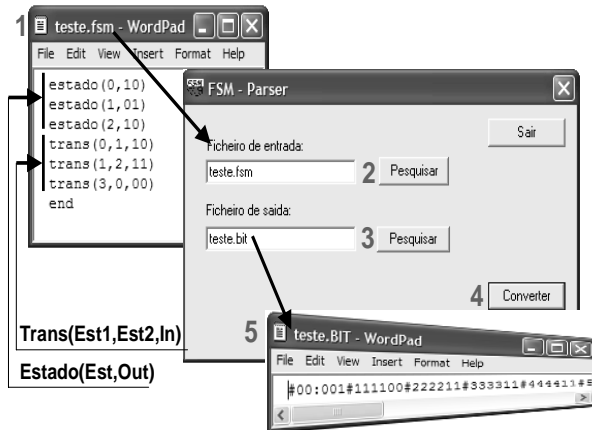 1
teste.fsm - WordPad
File Edit View Insert Format Help
estado(0,10)
estado(1,01)
estado(2,10)
trans(0,1,10)
trans(1,2,11)
trans(3,0,00)
end
FSM - Parser
Sair
Ficheiro de entrada:
teste.fsm
2
Pesquisar
Ficheiro de saida:
teste.bit
3
Pesquisar
4
Converter
Trans(Est1,Est2,In)
Estado(Est,Out)
5
teste.BIT - WordPad
File Edit View Insert Format Help
#00:001#111100#222211#333311#444411#